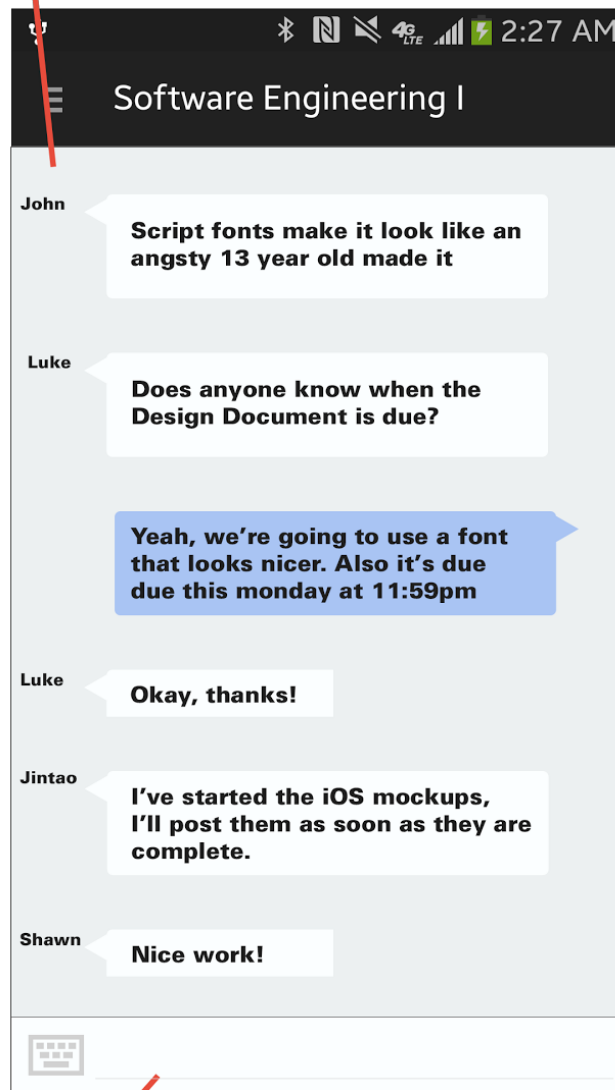 4G LTE 2:27 AM
Software Engineering I
John
Script fonts make it look like an
angsty 13 year old made it
Luke
Does anyone know when the
Design Document is due?
Yeah, we're going to use a font
that looks nicer. Also it's due
due this monday at 11:59pm
Luke
Okay, thanks!
Jintao
I've started the iOS mockups,
I'll post them as soon as they are
complete.
Shawn
Nice work!